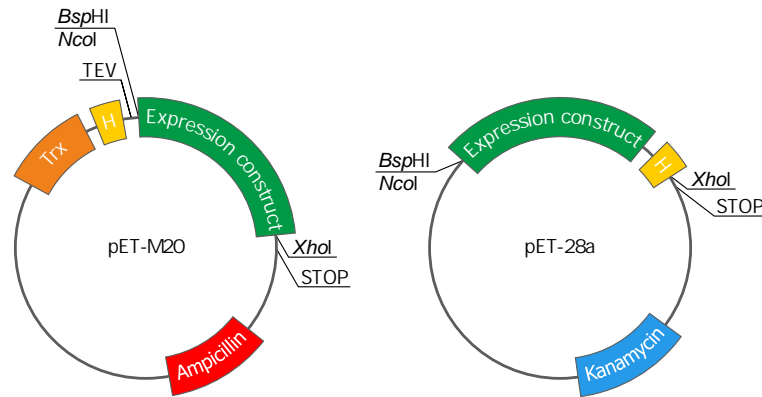 BspHI
NcoI
TEV
Trx
H
Expression construct
pET-M20
XhoI
STOP
Ampicillin
Expression construct
BspHI
NcoI
H
XhoI
STOP
pET-28a
Kanamycin